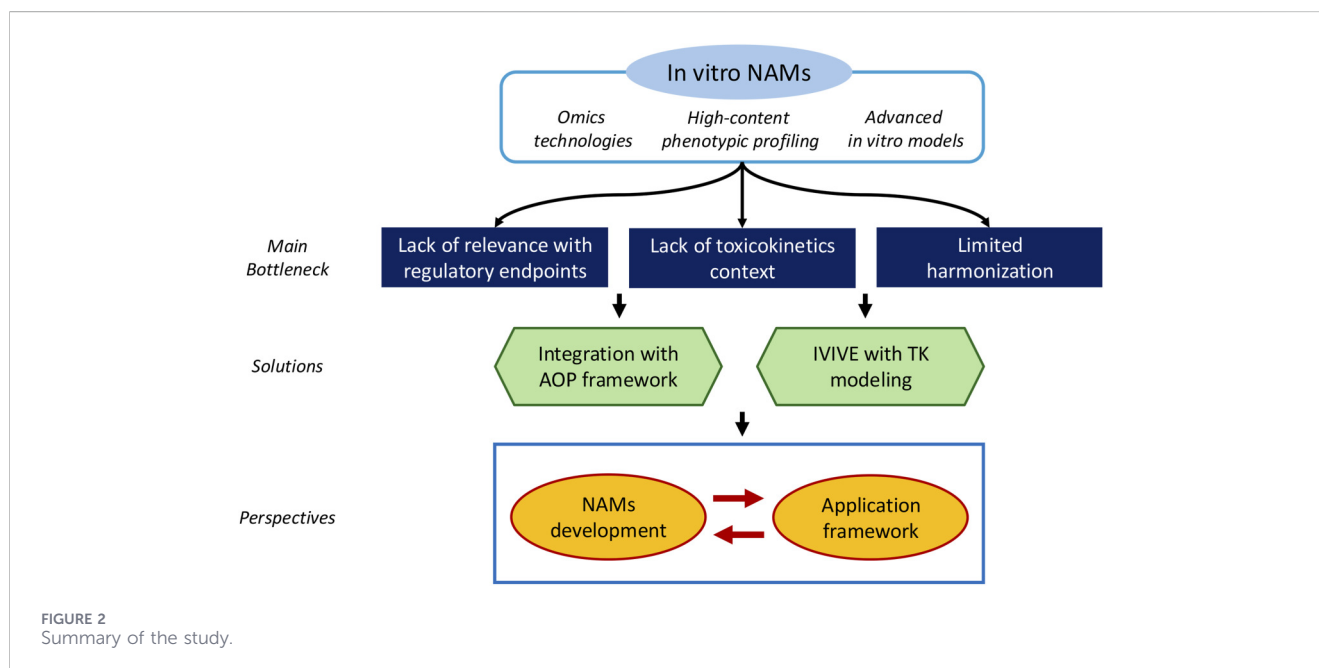 In vitro NAMs
Omics
technologies
High-content
phenotypic profiling
Advanced
in vitro models
Main
Bottleneck
Lack of relevance with
regulatory endpoints
Lack of toxicokinetics
context
Limited
harmonization
Solutions
Integration with
AOP framework
IVIVE with TK
modeling
Perspectives
NAMs
development
Application
framework
FIGURE 2
Summary of the study.